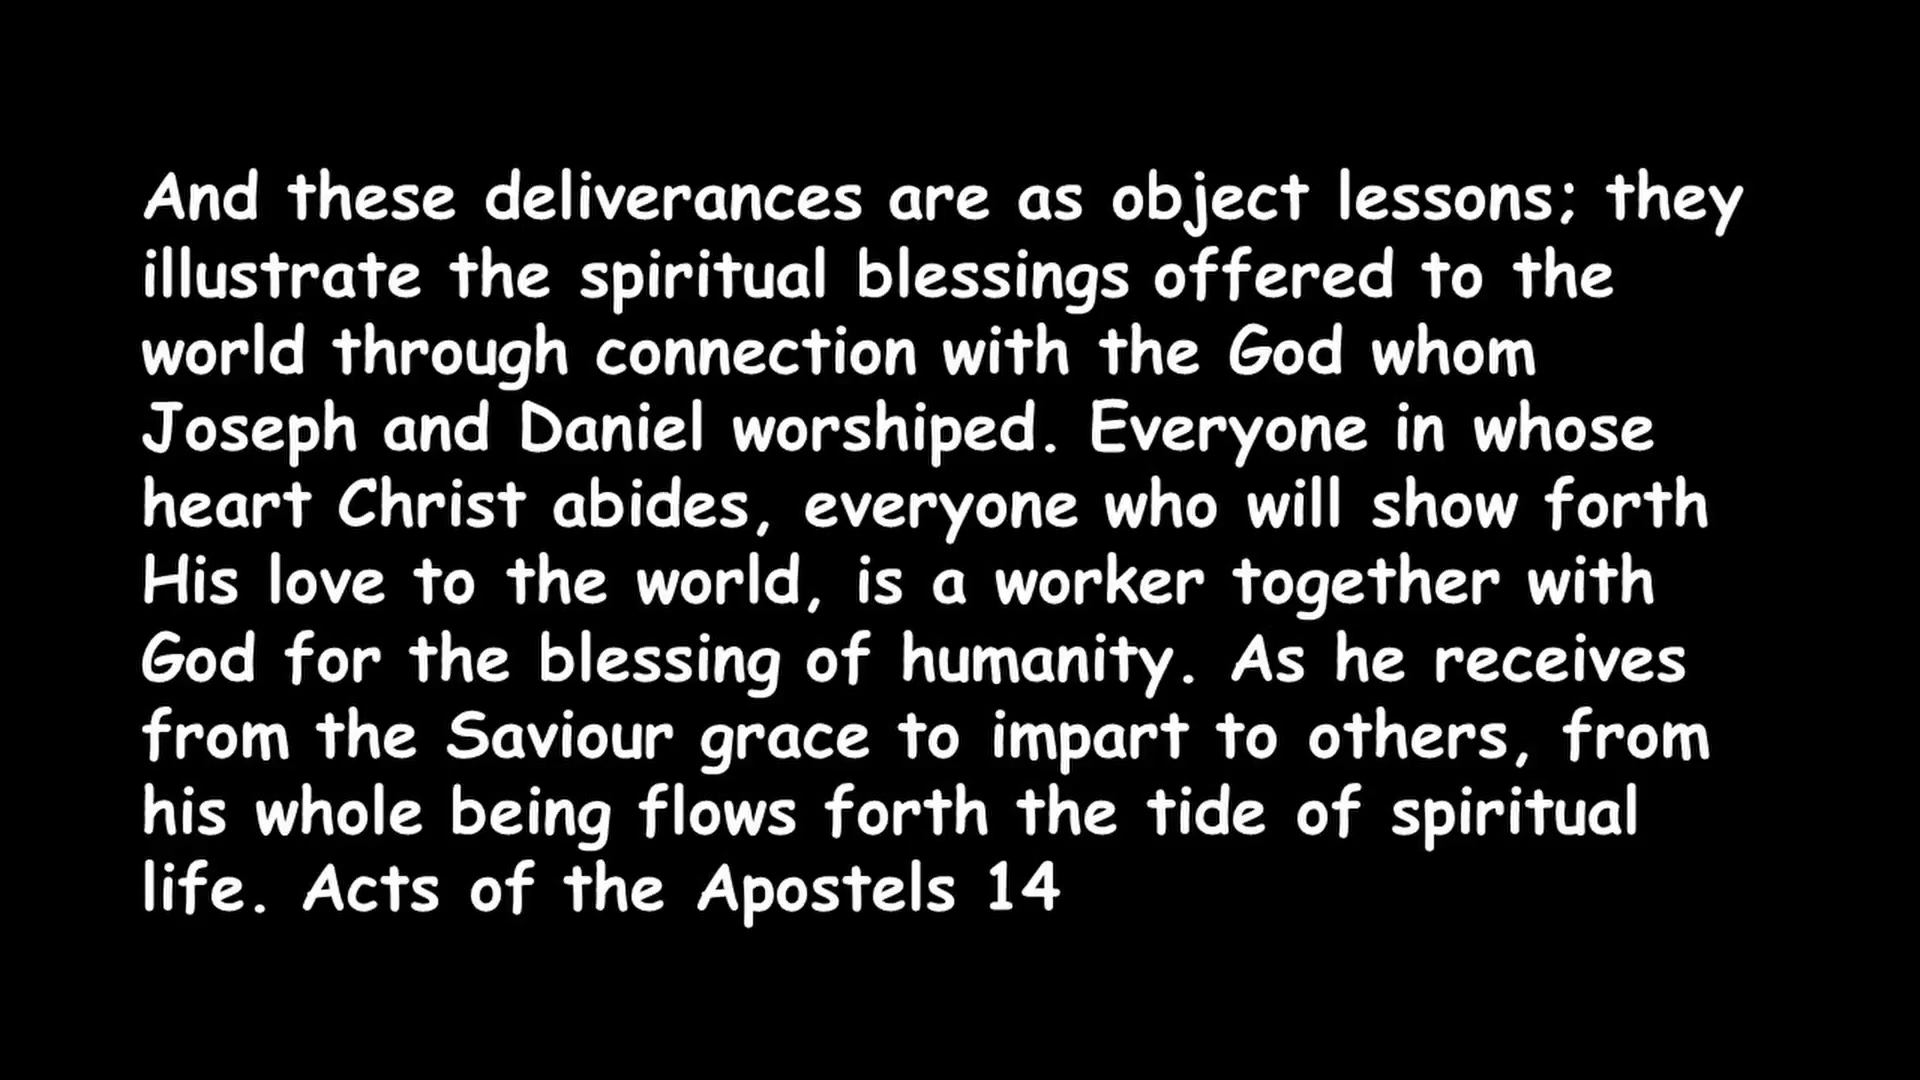 And these deliverances are as object lessons; they
illustrate the spiritual blessings offered to the
world through connection with the God whom
Joseph and Daniel worshiped. Everyone in whose
heart Christ abides, everyone who will show forth
His love to the world, is a worker together with
God for the blessing of humanity. As he receives
from the Saviour grace to impart to others, from
his whole being flows forth the tide of spiritual
life. Acts of the Apostels 14